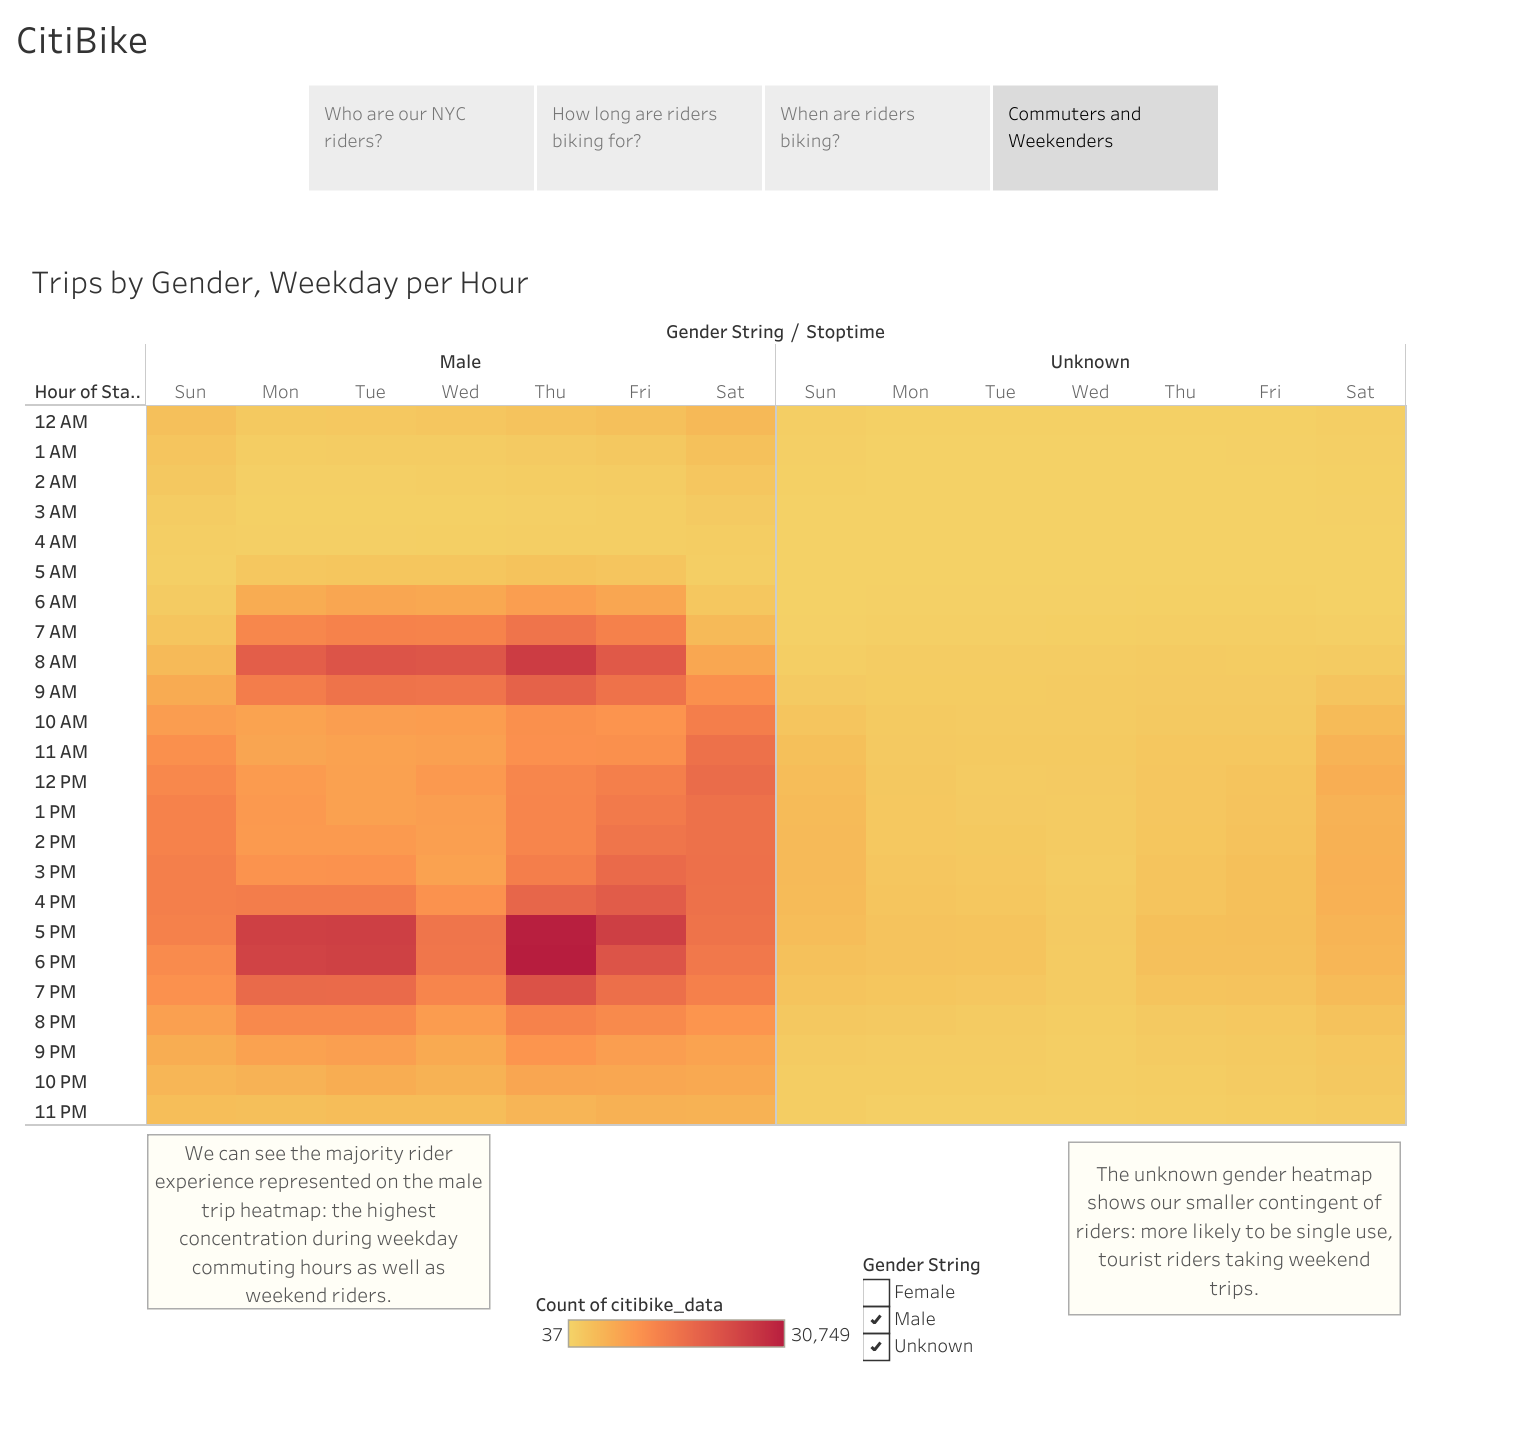 CitiBike
Who are our NYC
riders?
How long are riders
biking for?
When are riders
biking?
Commuters and
Weekenders
Trips by Gender, Weekday per Hour
Gender String / Stoptime
Male Unknown
Hour of Sta.. Sun Mon Tue Wed Thu Fri Sat Sun Mon Tue Wed Thu Fri Sat
12 AM
1 AM
2 AM
3 AM
4 AM
5 AM
6 AM
7 AM
8 AM
9 AM
10 AM
11 AM
12 PM
1 PM
2 PM
3 PM
4 PM
5 PM
6 PM
7 PM
8 PM
9 PM
10 PM
11 PM
We can see the majority rider
experience represented on the male
trip heatmap: the highest
concentration during weekday
commuting hours as well as
weekend riders.
The unknown gender heatmap
shows our smaller contingent of
riders: more likely to be single use,
tourist riders taking weekend
trips.
Count of citibike_data
37 30,749
Gender String
Female
Male
Unknown